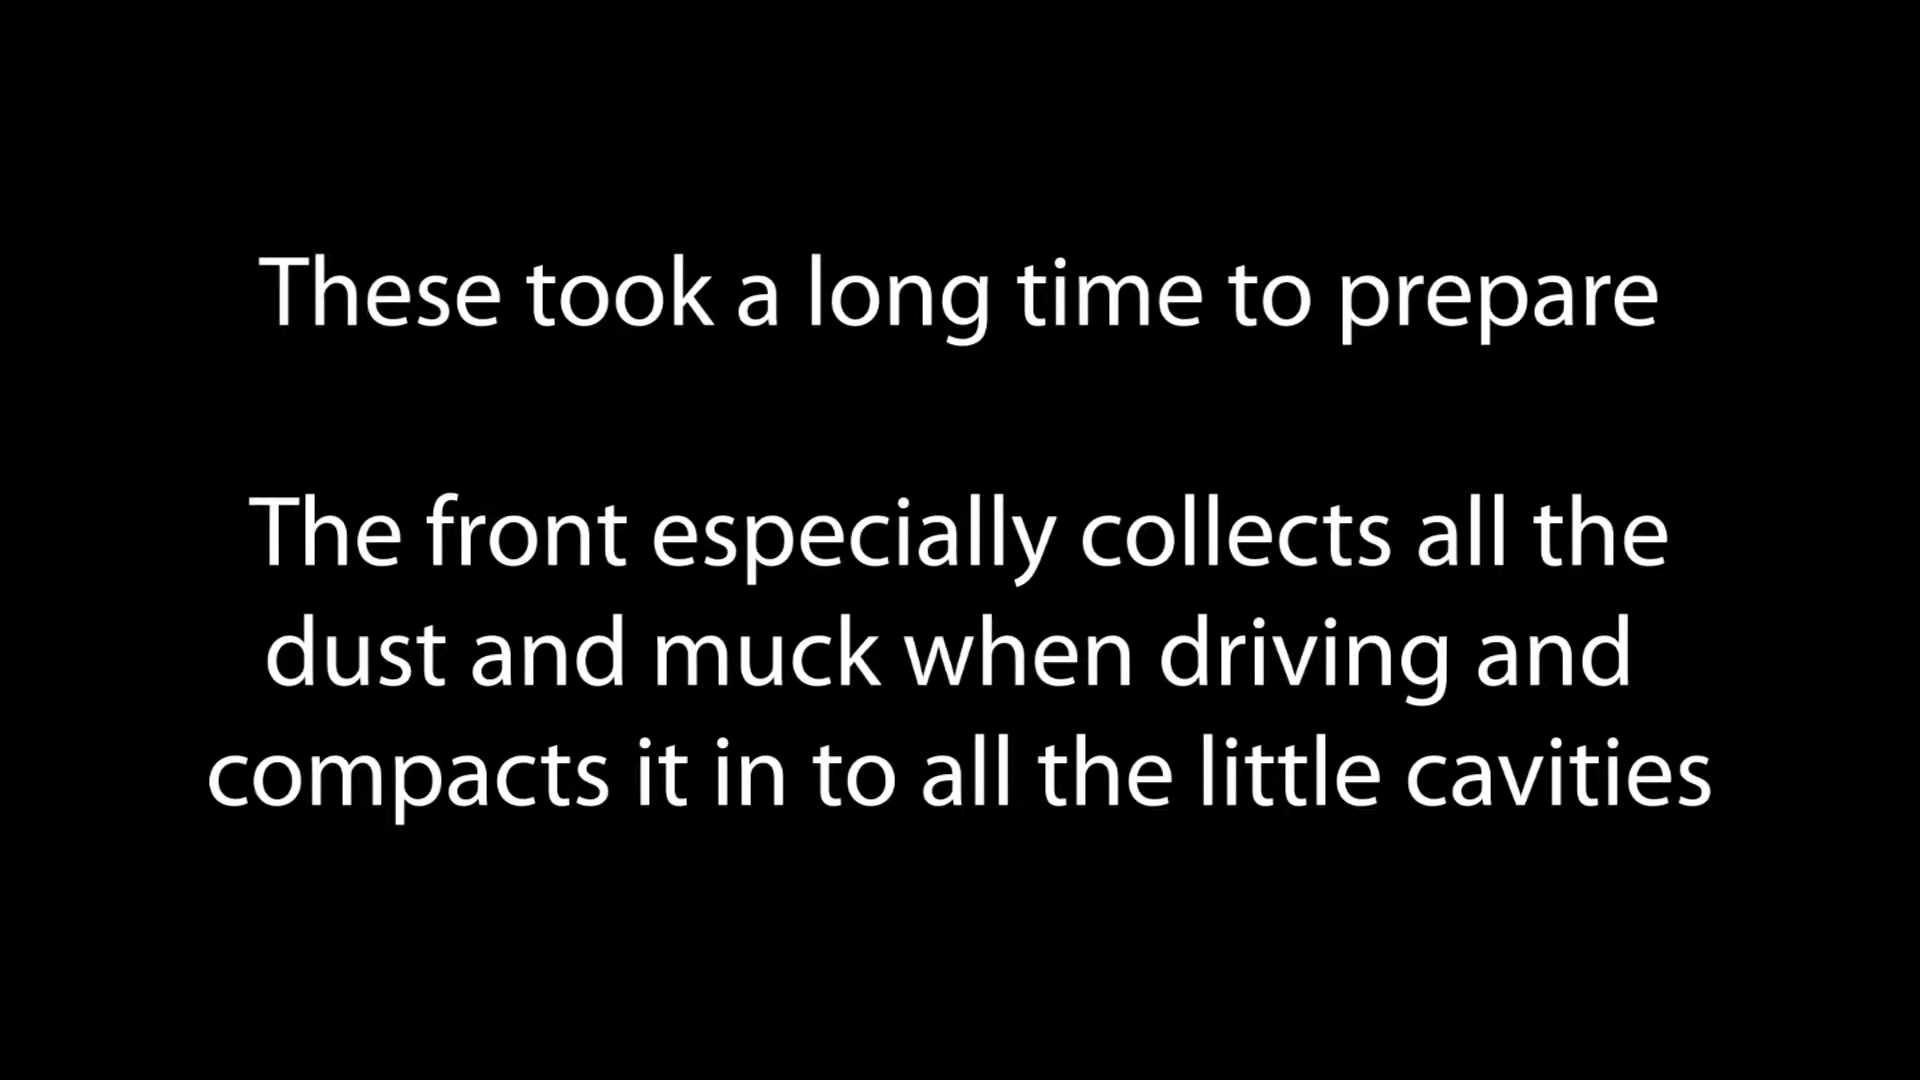 These took a long time to prepare
The front especially collects all the
dust and muck when driving and
compacts it in to all the little cavities